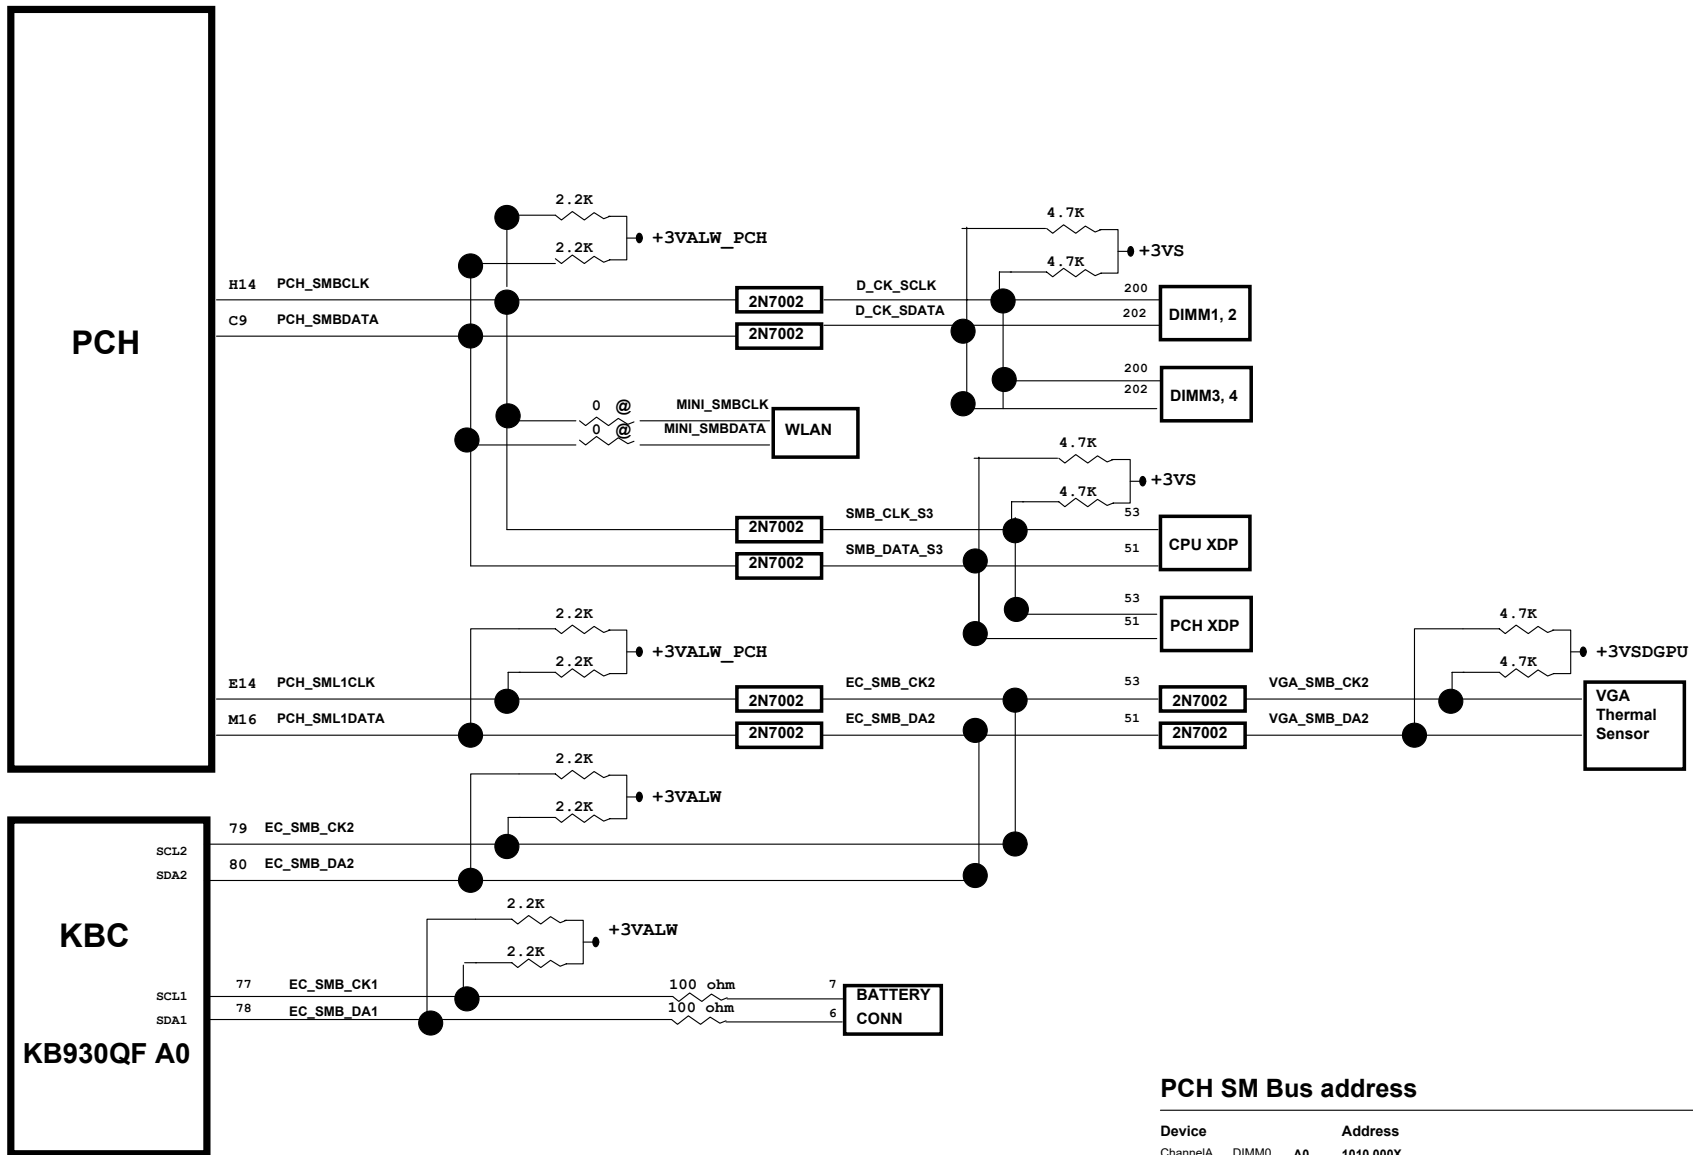 PCH
2.2K
2.2K
+3VALW_PCH
4.7K
4.7K
+3VS
H14 PCH_SMBCLK
C9 PCH_SMBDATA
2N7002
2N7002
D_CK_SCLK
D_CK_SDATA
200
202
DIMM1, 2
200
202
DIMM3, 4
0 @
0 @
MINI_SMBCLK
MINI_SMBDATA
WLAN
4.7K
4.7K
+3VS
2N7002
2N7002
SMB_CLK_S3
SMB_DATA_S3
53
51
CPU XDP
53
51
PCH XDP
2.2K
2.2K
+3VALW_PCH
4.7K
4.7K
+3VSDGPU
E14 PCH_SML1CLK
M16 PCH_SML1DATA
2N7002
2N7002
EC_SMB_CK2
EC_SMB_DA2
53
51
2N7002
2N7002
VGA_SMB_CK2
VGA_SMB_DA2
VGA
Thermal
Sensor
2.2K
2.2K
+3VALW
79 EC_SMB_CK2
SCL2
80 EC_SMB_DA2
SDA2
KBC
2.2K
2.2K
+3VALW
SCL1
77 EC_SMB_CK1
SDA1
78 EC_SMB_DA1
100 ohm
100 ohm
7
6
BATTERY
CONN
KB930QF A0
PCH SM Bus address
Device Address
ChannelA DIMM0 A0 1010 000X